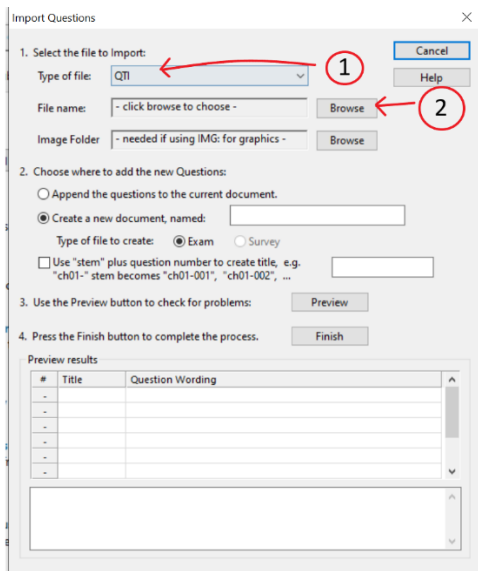 Import Questions
1. Select the file to Import:
Cancel
Type of file: QTI
1
Help
File name: - click browse to choose - Browse
2
Image Folder - needed if using IMG: for graphics - Browse
2. Choose where to add the new Questions:
Append the questions to the current document.
Create a new document, named:
Type of file to create: Exam Survey
Use "stem" plus question number to create title, e.g.
"ch01-" stem becomes "ch01-001", "ch01-002", ...
3. Use the Preview button to check for problems: Preview
4. Press the Finish button to complete the process. Finish
Preview results
# Title Question Wording
-
-
-
-
-
-